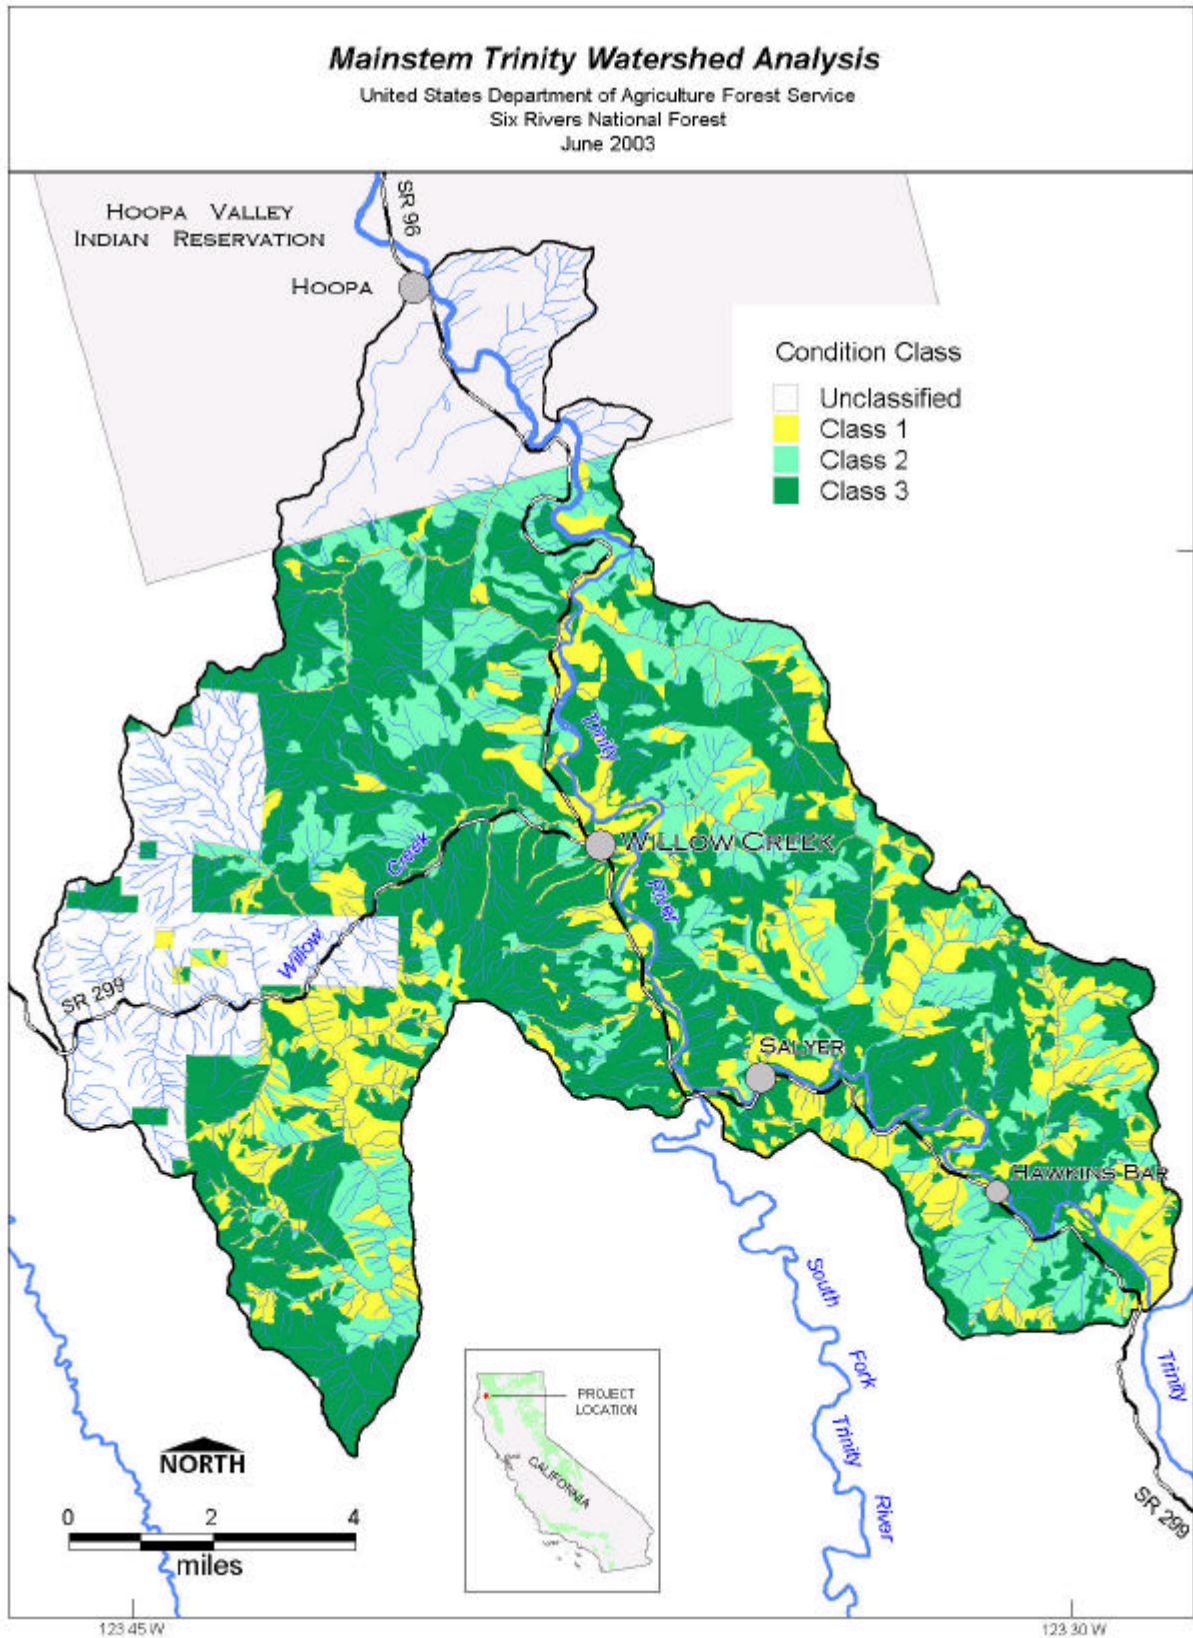 Mainstem Trinity Watershed Analysis
United States Department of Agriculture Forest Service
Six Rivers National Forest
June 2003
SR 96
HOOPA VALLEY
INDIAN RESERVATION
HOOPA
Condition Class
Unclassified
Class 1
Class 2
Class 3
Trinity
River
WILLOW CREEK
Willow
Creek
SR 299
SALYER
HAWKINS BAR
South
Fork
Trinity
River
Trinity
SR 299
PROJECT
LOCATION
CALIFORNIA
NORTH
0 2 4
miles
123 45 W
123 30 W